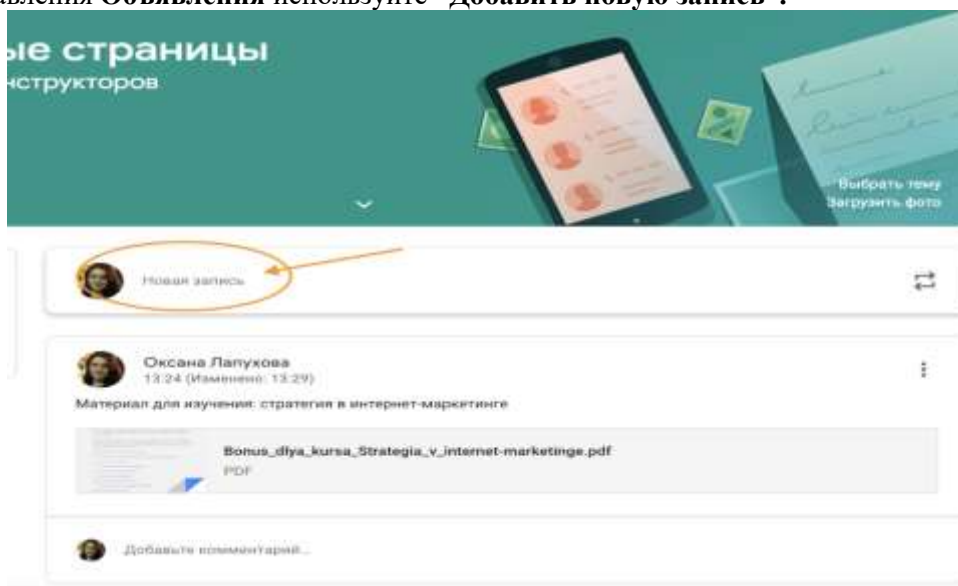 авления Объявления используйте "Добавить новую запись".
ые страницы
нструкторов
Выбрать тему
Загрузить фото
Новая запись
Оксана Лапухова
13:24 (Изменено: 13:29)
Материал для изучения: стратегия в интернет-маркетинге
Bonus_dlya_kursa_Strategia_v_internet-marketinge.pdf
PDF
Добавьте комментарий...